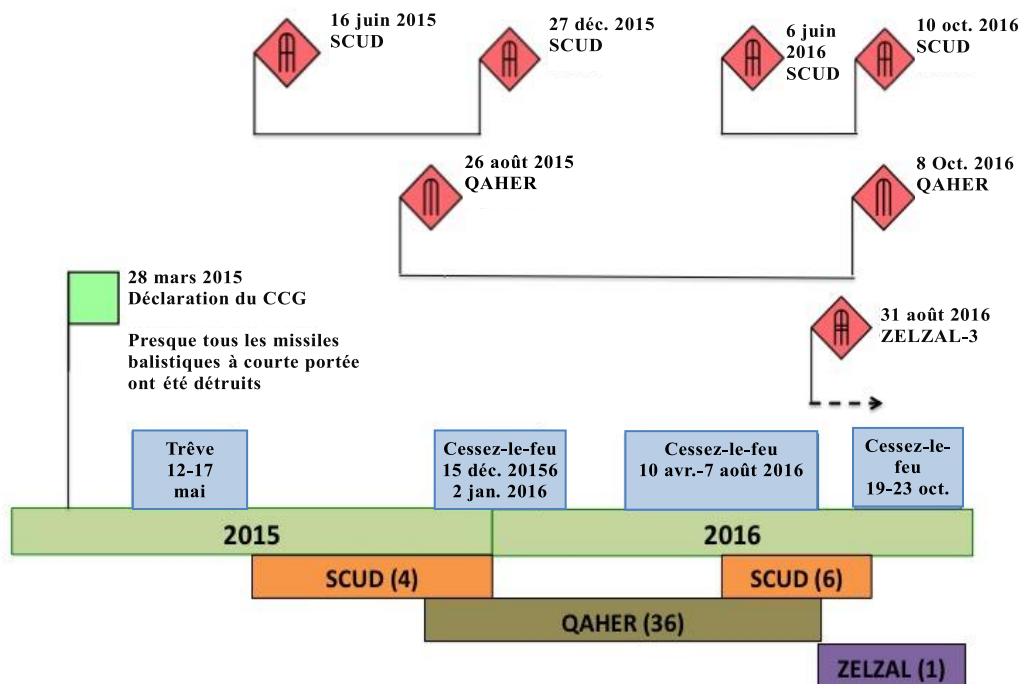 16 juin 2015
SCUD
27 déc. 2015
SCUD
6 juin
2016
SCUD
10 oct. 2016
SCUD
26 août 2015
QAHER
8 Oct. 2016
QAHER
28 mars 2015
Déclaration du CCG
Presque tous les missiles
balistiques à courte portée
ont été détruits
31 août 2016
ZELZAL-3
Trêve
12-17
mai
Cessez-le-feu
15 déc. 20156
2 jan. 2016
Cessez-le-feu
10 avr.-7 août 2016
Cessez-le-
feu
19-23 oct.
2015
2016
SCUD (4)
SCUD (6)
QAHER (36)
ZELZAL (1)